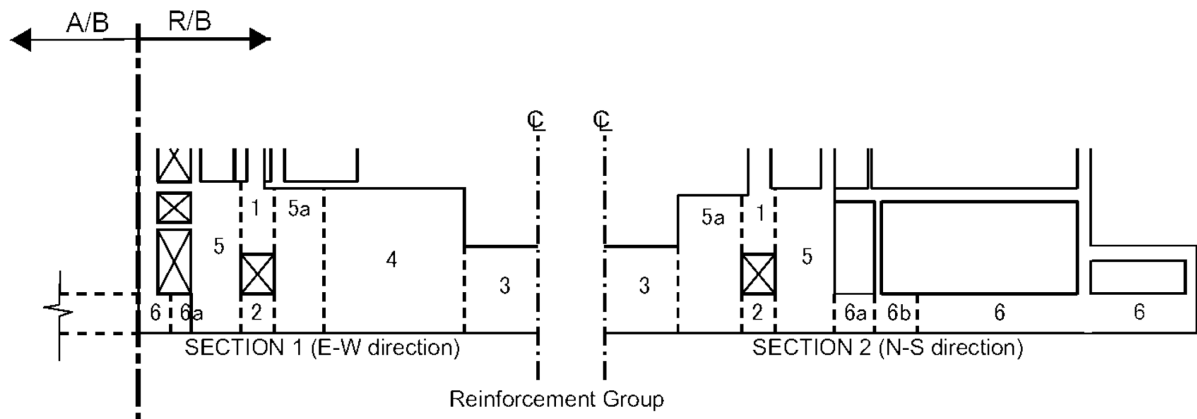 A/B R/B
℄ ℄
1 5a 5a 1
5 4 3 3 5
6 6a 2 2 6a 6b 6 6
SECTION 1 (E-W direction) SECTION 2 (N-S direction)
Reinforcement Group